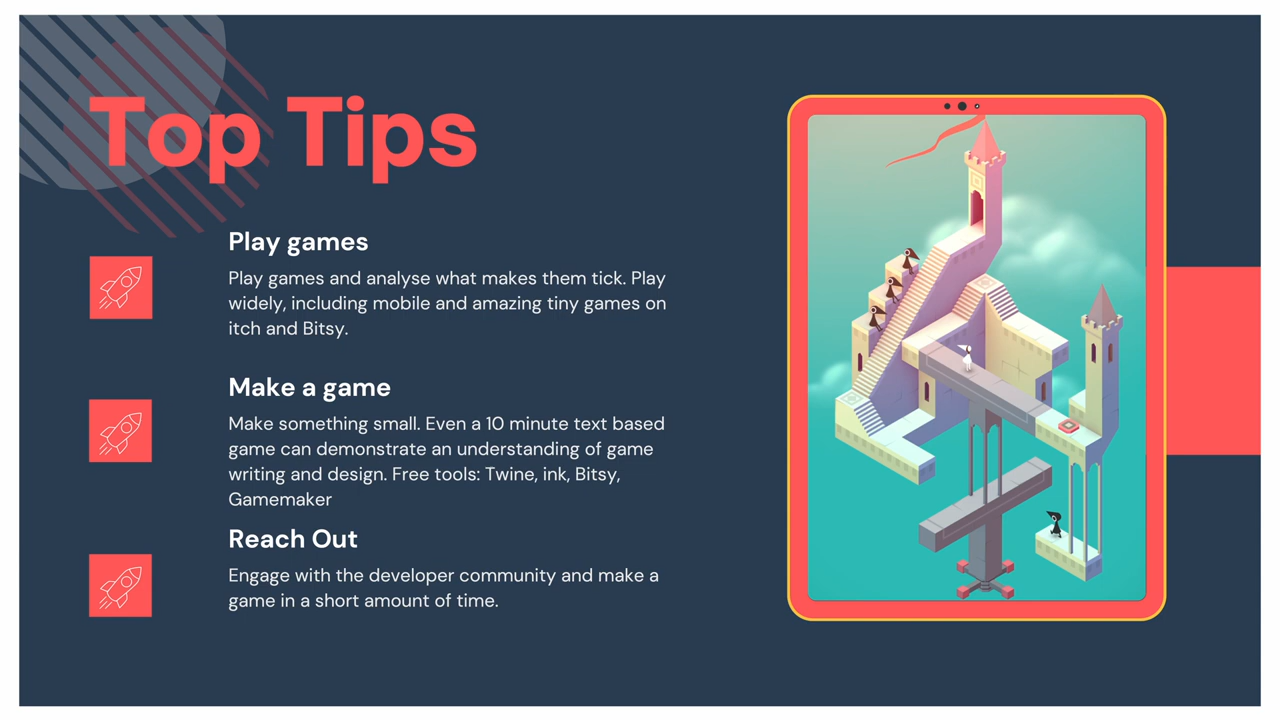 Top Tips
Play games
Play games and analyse what makes them tick. Play
widely, including mobile and amazing tiny games on
itch and Bitsy.
Make a game
Make something small. Even a 10 minute text based
game can demonstrate an understanding of game
writing and design. Free tools: Twine, ink, Bitsy,
Gamemaker
Reach Out
Engage with the developer community and make a
game in a short amount of time.